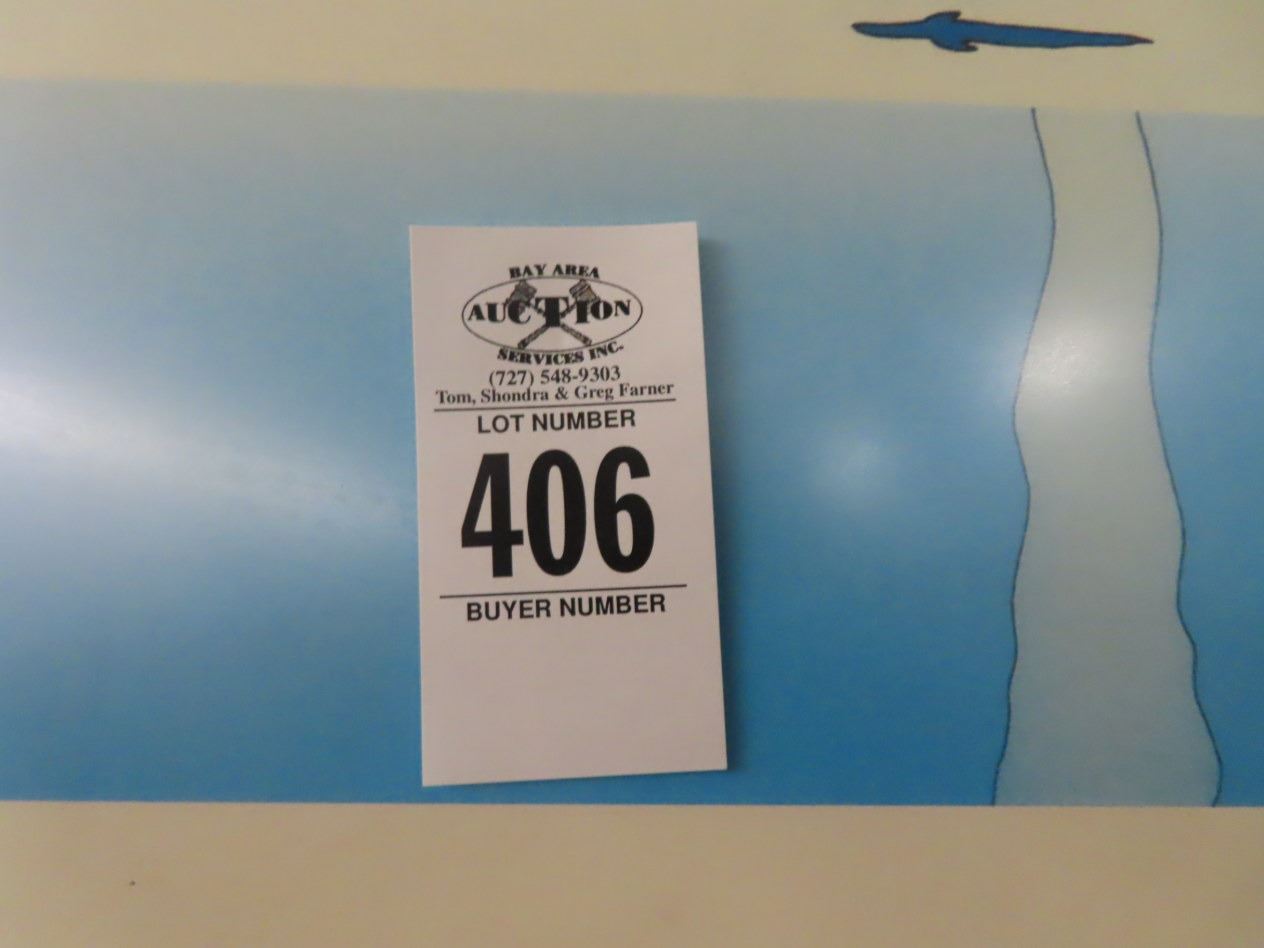 BAY AREA
AUCTION
SERVICES INC.
(727) 548-9303
Tom, Shondra & Greg Farner
LOT NUMBER
406
BUYER NUMBER